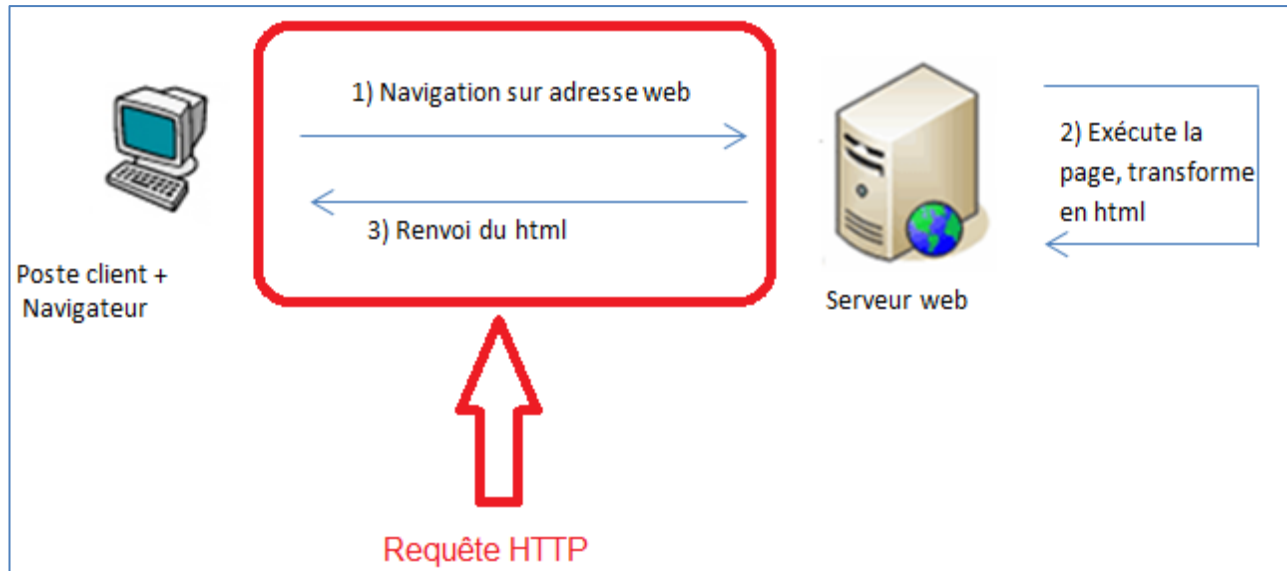 1) Navigation sur adresse web
3) Renvoi du html
Poste client +
Navigateur
Serveur web
2) Exécute la
page, transforme
en html
Requête HTTP